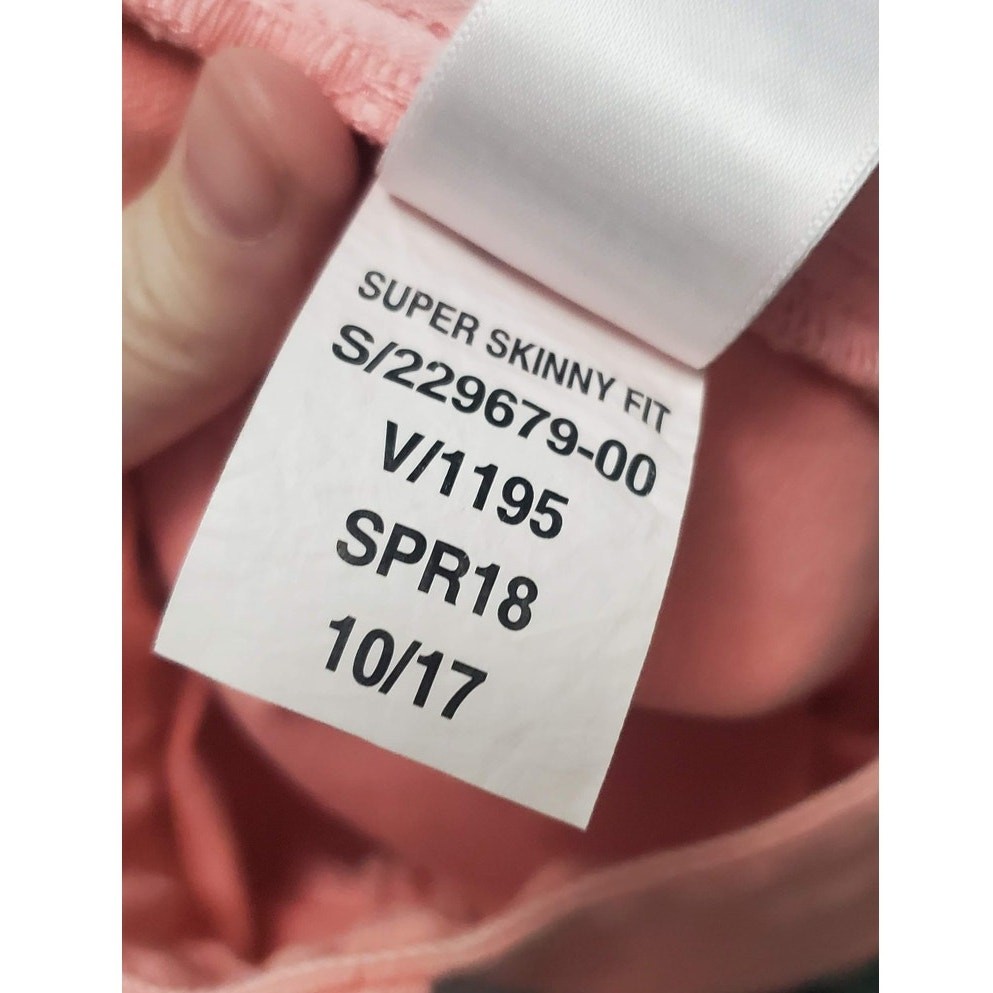 SUPER SKINNY FIT
S/229679-00
V/1195
SPR18
10/17